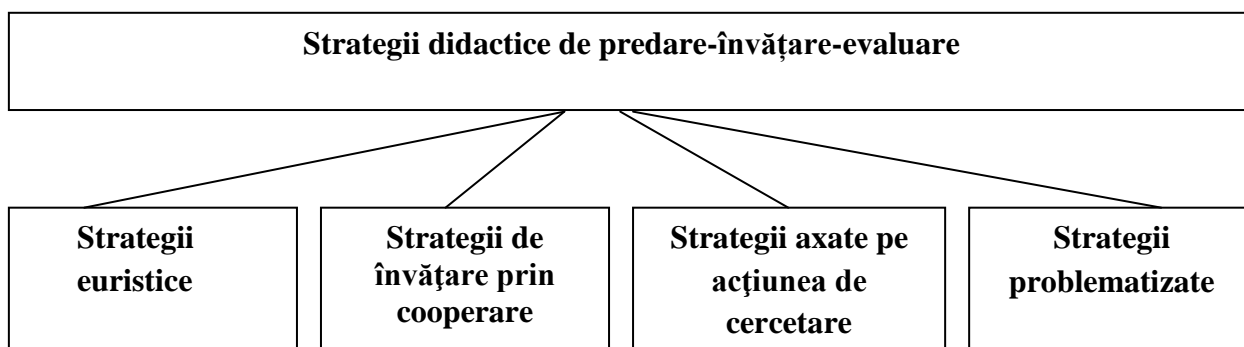 Strategii didactice de predare-învățare-evaluare
Strategii
euristice
Strategii de
învăţare prin
cooperare
Strategii axate pe
acţiunea de
cercetare
Strategii
problematizate